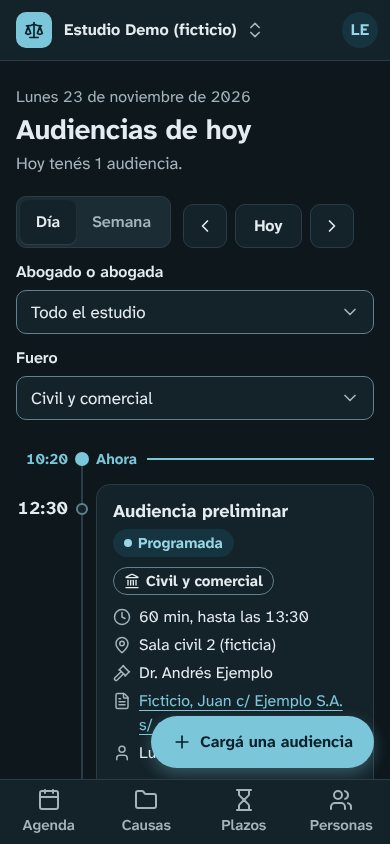 Estudio Demo (ficticio)
LE
Lunes 23 de noviembre de 2026
Audiencias de hoy
Hoy tenés 1 audiencia.
Día
Semana
Hoy
Abogado o abogada
Todo el estudio
Fuero
Civil y comercial
10:20
Ahora
12:30
Audiencia preliminar
Programada
Civil y comercial
60 min, hasta las 13:30
Sala civil 2 (ficticia)
Dr. Andrés Ejemplo
Ficticio, Juan c/ Ejemplo S.A.
s/
Cargá una audiencia
Agenda
Causas
Plazos
Personas